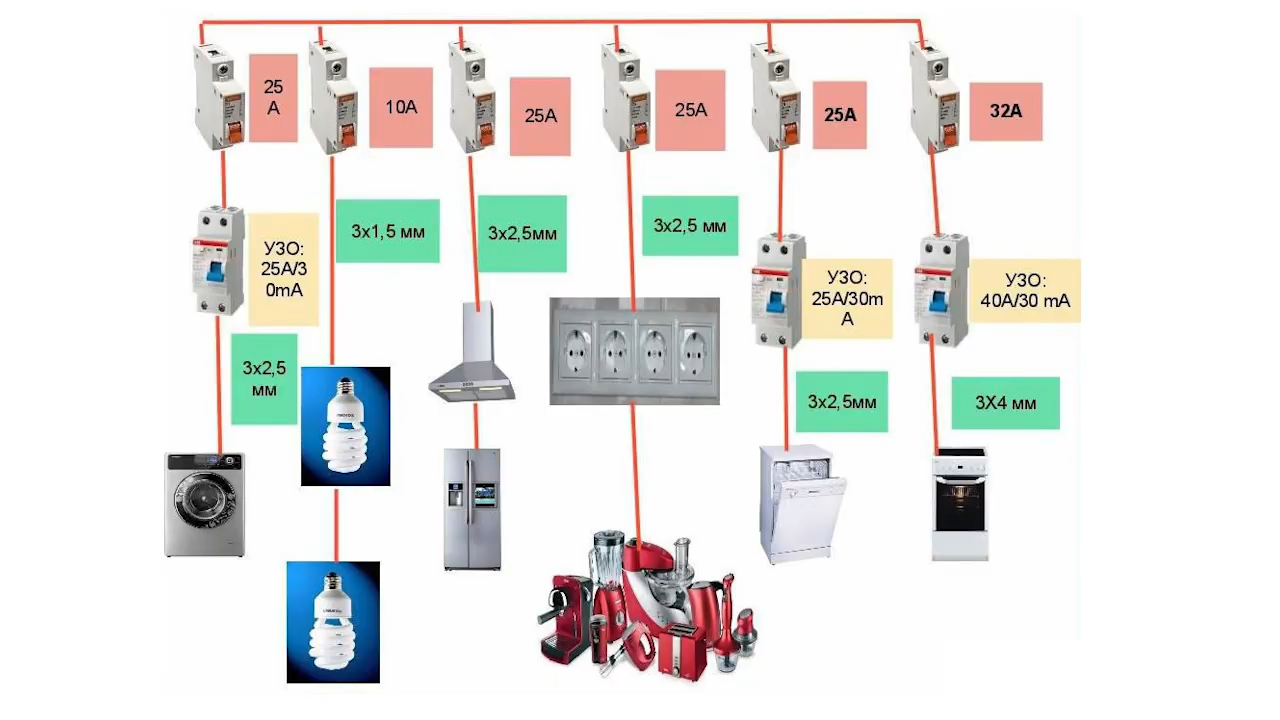 25
А
10А
25А
25А
25А
32А
УЗО:
25А/3
0mA
3х1,5 мм
3х2,5мм
3х2,5 мм
УЗО:
25А/30m
А
УЗО:
40А/30 mA
3х2,5
мм
3х2,5мм
3Х4 мм